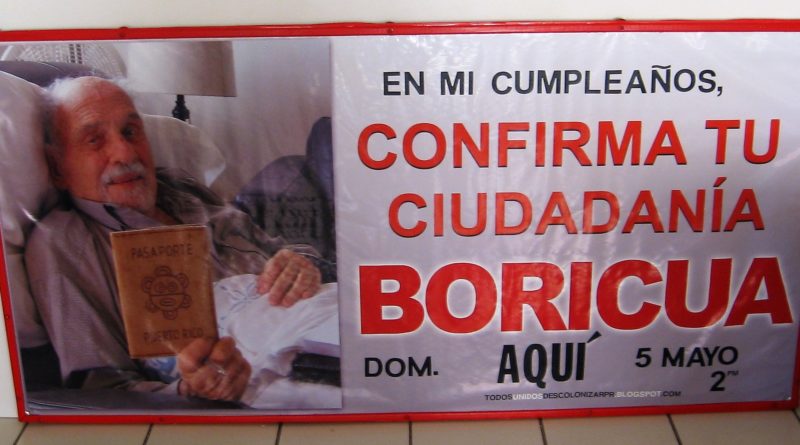 PASAPORTE
PUERTO RICO
EN MI CUMPLEAÑOS,
CONFIRMA TU
CIUDADANÍA
BORICUA
DOM. AQUÍ 5 MAYO
2PM
TODOSUNIDOSDESCOLONIZARPR.BLOGSPOT.COM